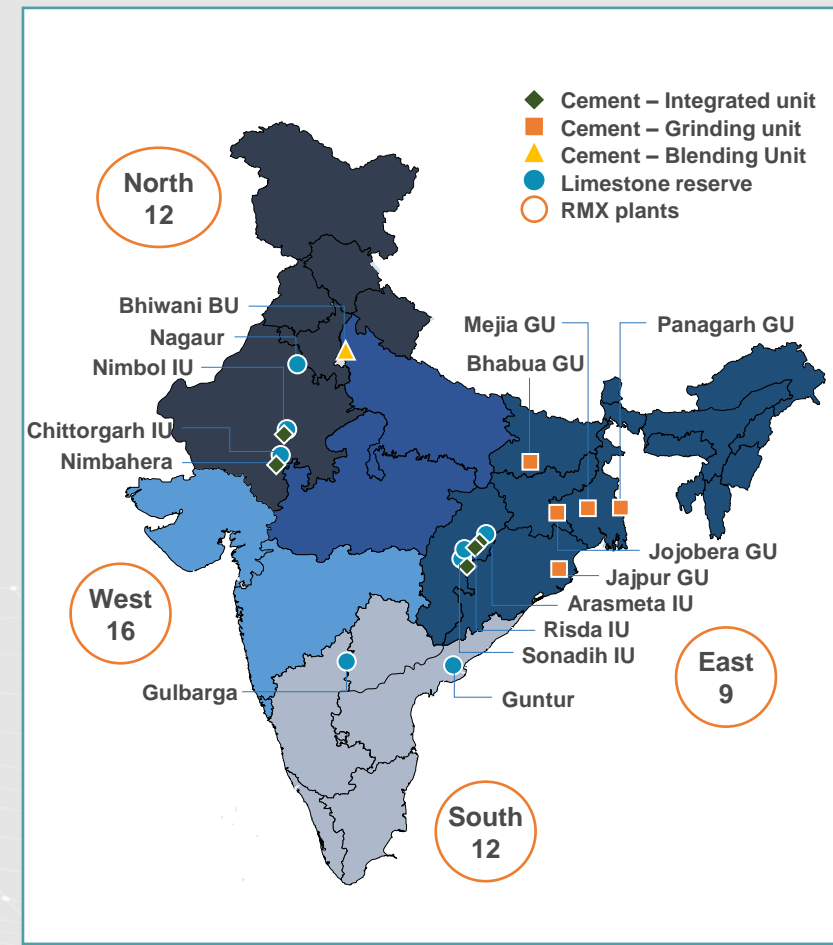 Cement – Integrated unit
Cement – Grinding unit
Cement – Blending Unit
Limestone reserve
RMX plants
North
12
Bhiwani BU
Nagaur
Nimbol IU
Chittorgarh IU
Nimbahera
Mejia GU
Panagarh GU
Bhabua GU
Jojobera GU
Jajpur GU
Arasmeta IU
Risda IU
Sonadih IU
West
16
East
9
Gulbarga
Guntur
South
12